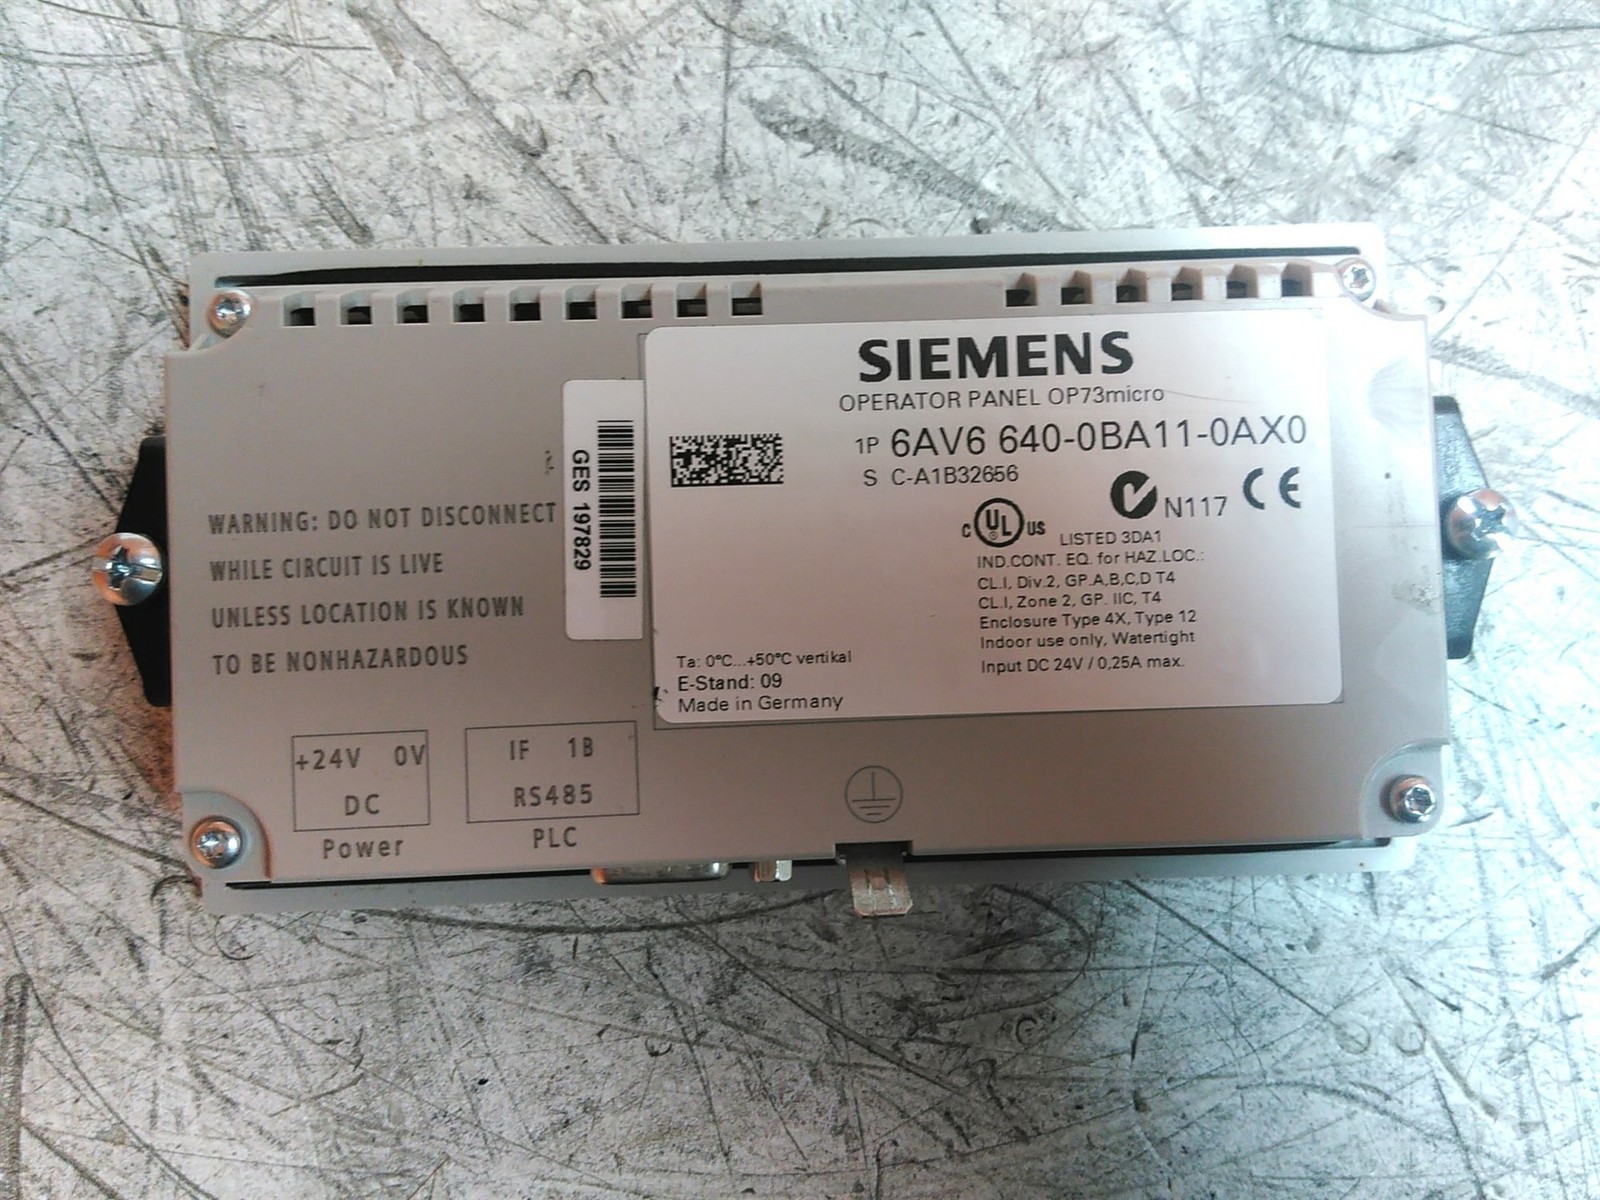 SIEMENS
OPERATOR PANEL OP73micro
1P 6AV6 640-0BA11-0AX0
S C-A1B32656
N117 CE
C UL US LISTED 3DA1
IND.CONT. EQ. for HAZ.LOC.:
CL.I, Div.2, GP.A,B,C,D T4
CL.I, Zone 2, GP. IIC, T4
Enclosure Type 4X, Type 12
Indoor use only, Watertight
Input DC 24V / 0,25A max.
Ta: 0°C...+50°C vertikal
E-Stand: 09
Made in Germany
GES 197829
WARNING: DO NOT DISCONNECT
WHILE CIRCUIT IS LIVE
UNLESS LOCATION IS KNOWN
TO BE NONHAZARDOUS
+24V 0V
DC
Power
IF 1B
RS485
PLC